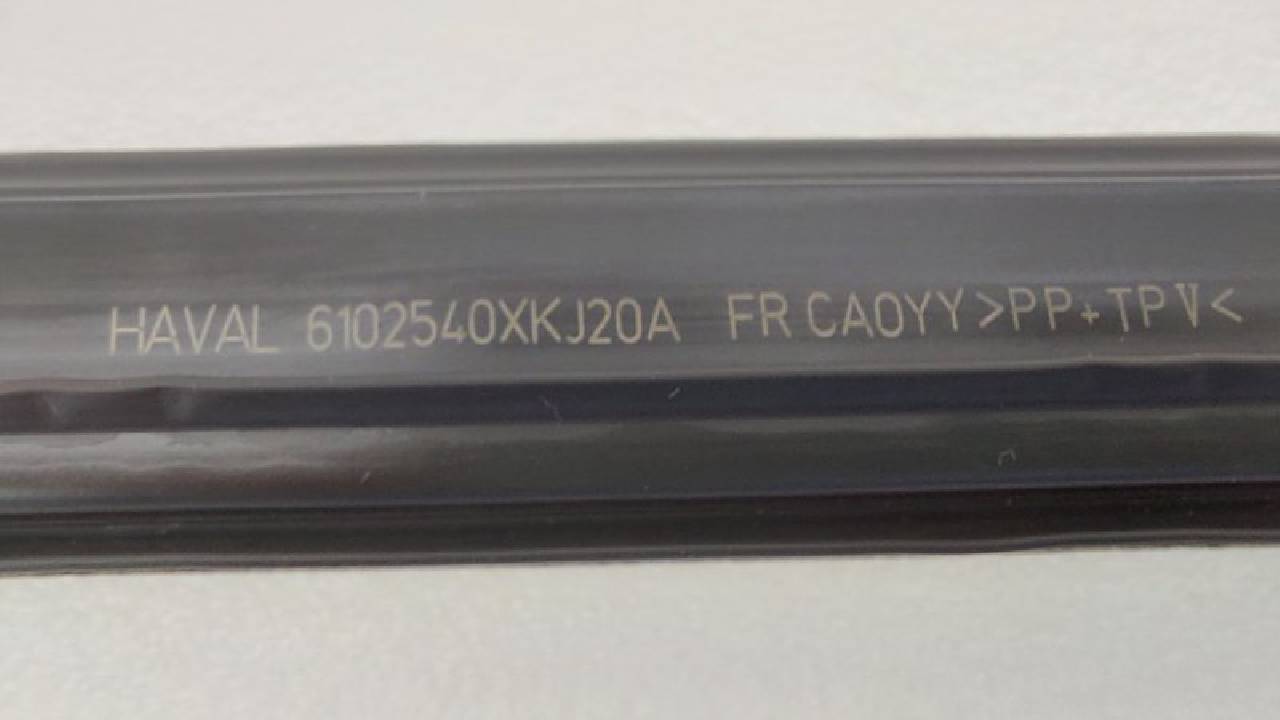 HAVAL 6102540XKJ20A FR CAOYY >PP+TPV<